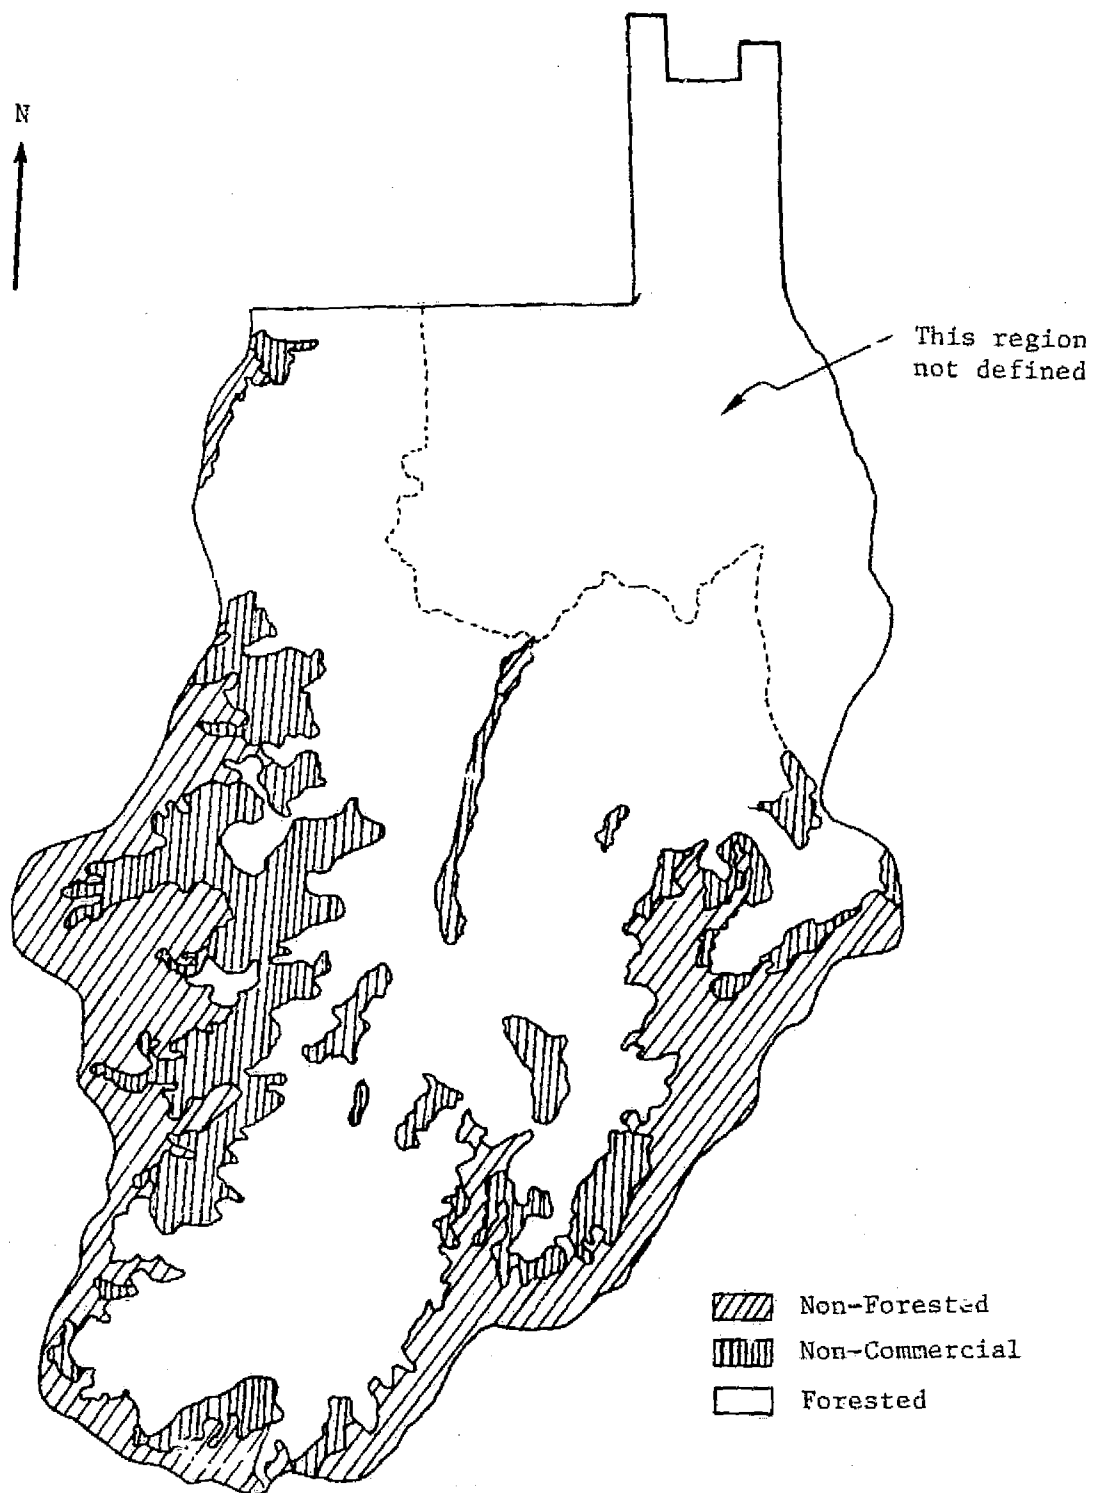 N
This region
not defined
Non-Forested
Non-Commercial
Forested